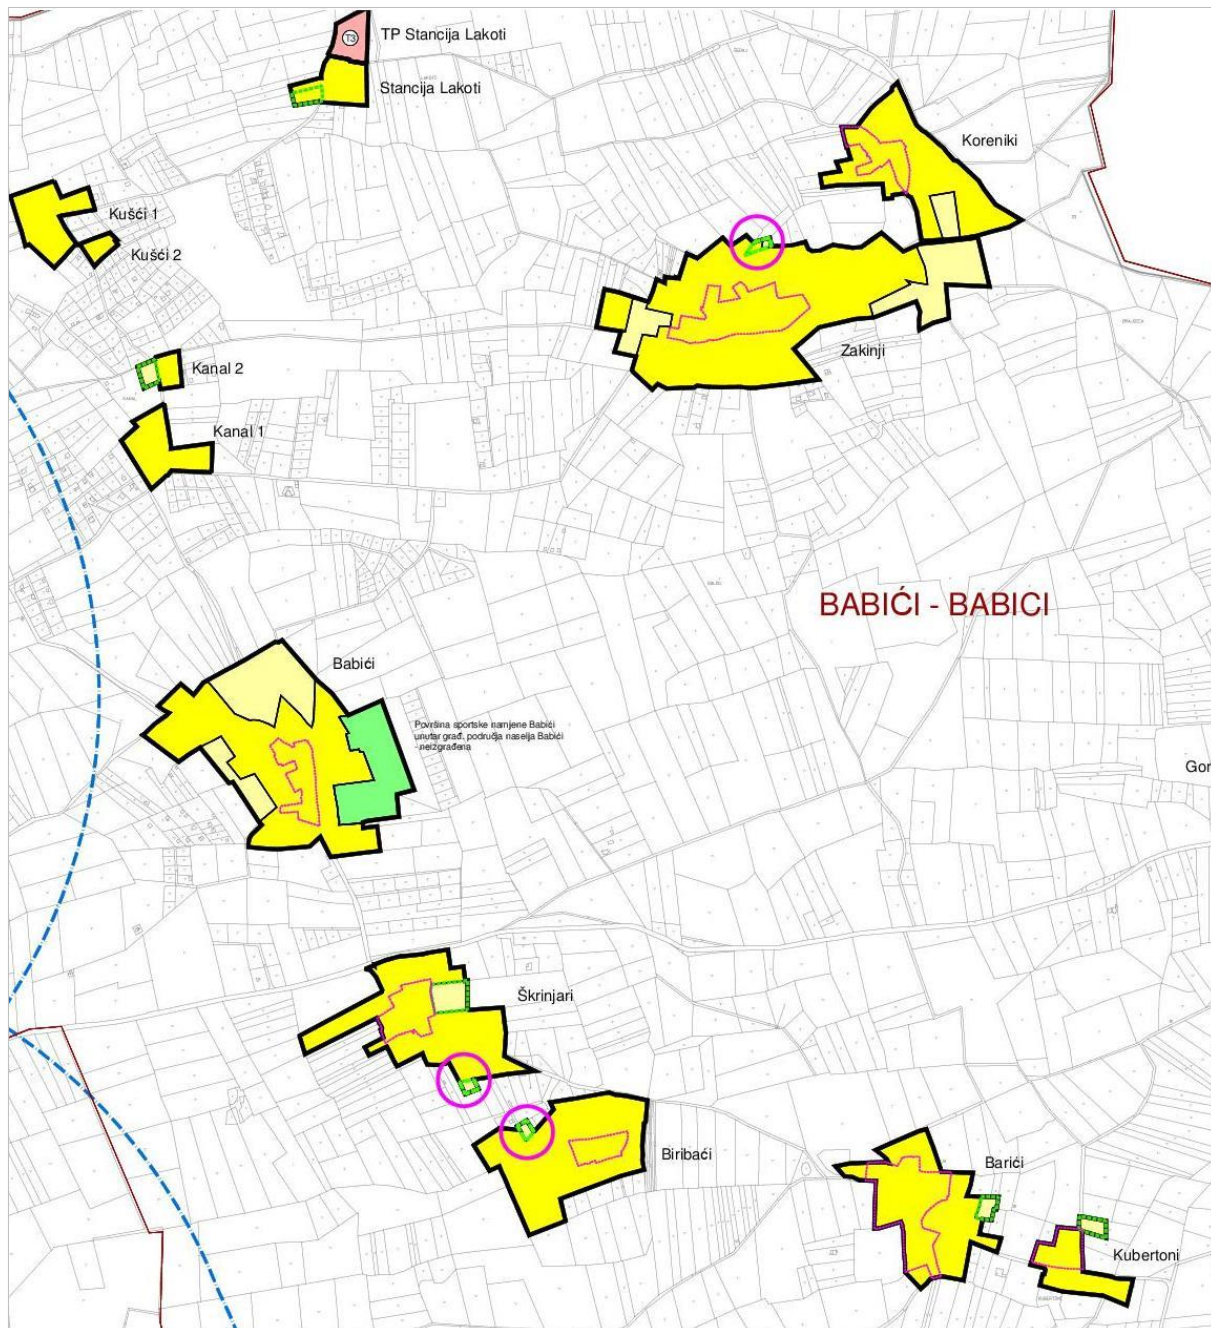 TP Stancija Lakoti
T3
Stancija Lakoti
Koreniki
Kušći 1
Kušći 2
Zakinji
Kanal 2
Kanal 1
BABIĆI - BABICI
Babići
Površina sportske namjene Babići
unutar građ. područja naselja Babići
- neizgrađena
Gor
Škrinjari
Biribaći
Barići
Kubertoni